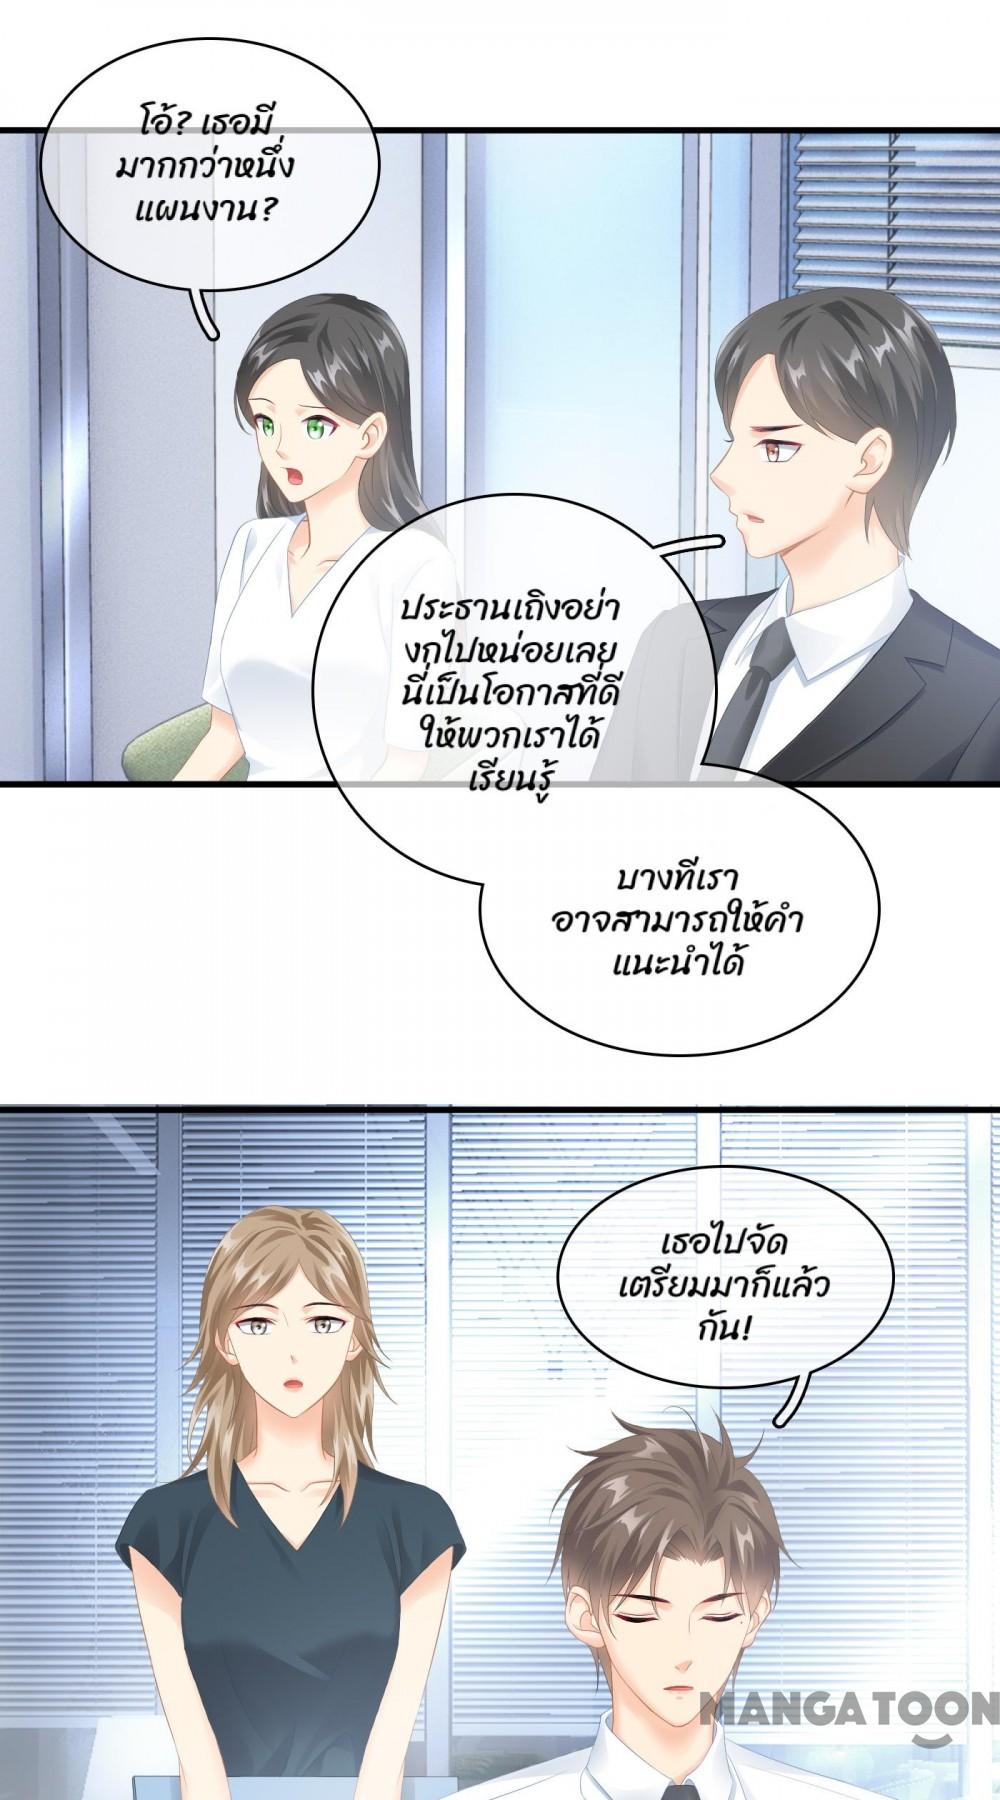 โอ้? เธอมี
มากกว่าหนึ่ง
แผนงาน?
ประธานเถิงอย่า
งกไปหน่อยเลย
นี่เป็นโอกาสที่ดี
ให้พวกเราได้
เรียนรู้
บางทีเรา
อาจสามารถให้คำ
แนะนำได้
เธอไปจัด
เตรียมมาก็แล้ว
กัน!
MANGATOON